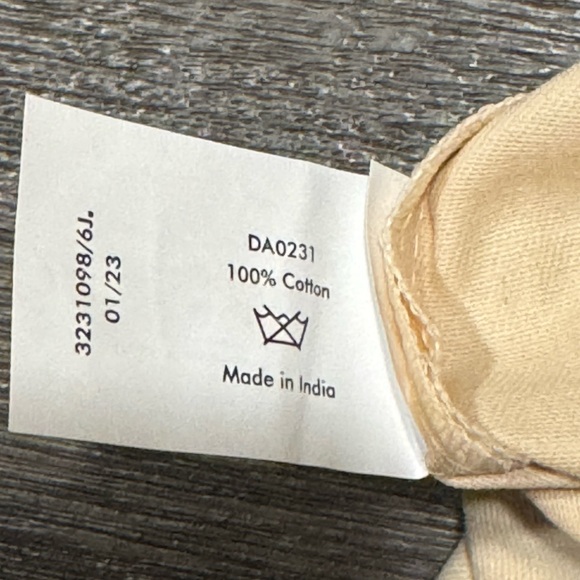 DA0231
100% Cotton
Made in India
3231098/6J.
01/23